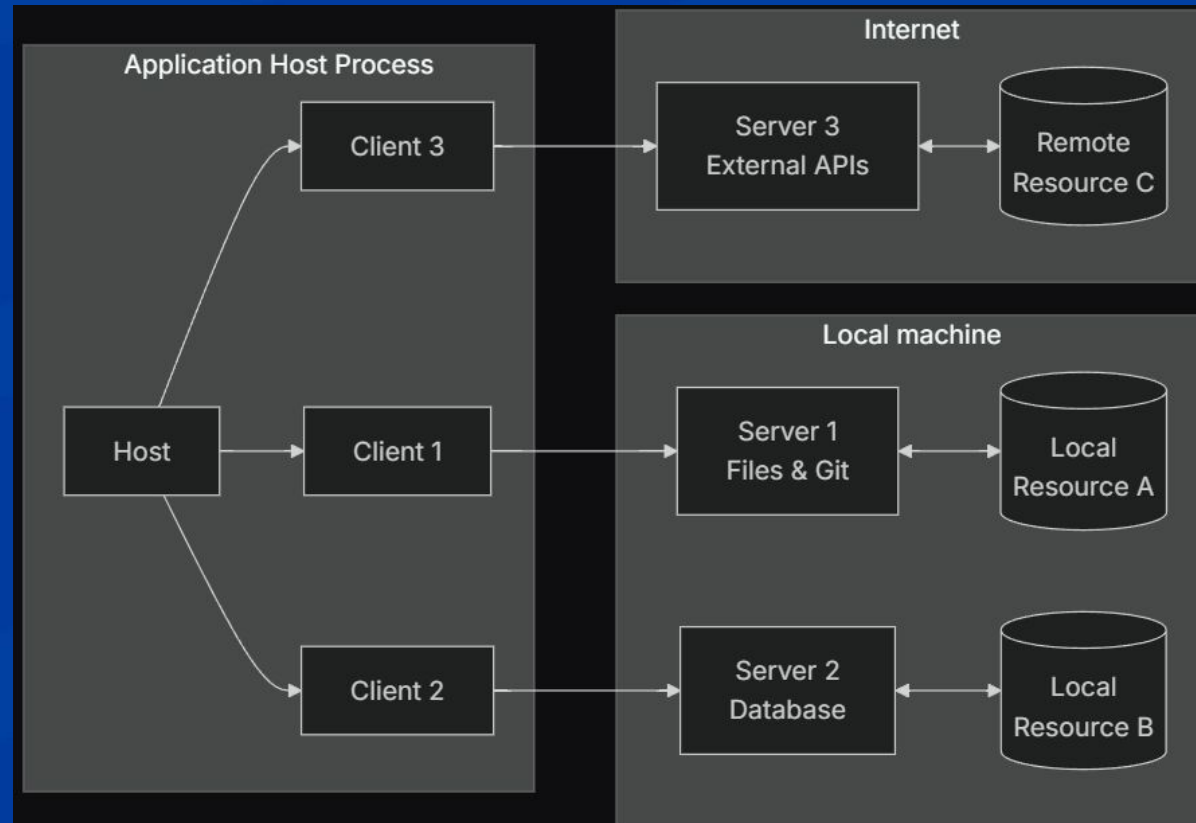 Application Host Process
Client 3
Host
Client 1
Client 2
Internet
Server 3
External APIs
Remote
Resource C
Local machine
Server 1
Files & Git
Local
Resource A
Server 2
Database
Local
Resource B